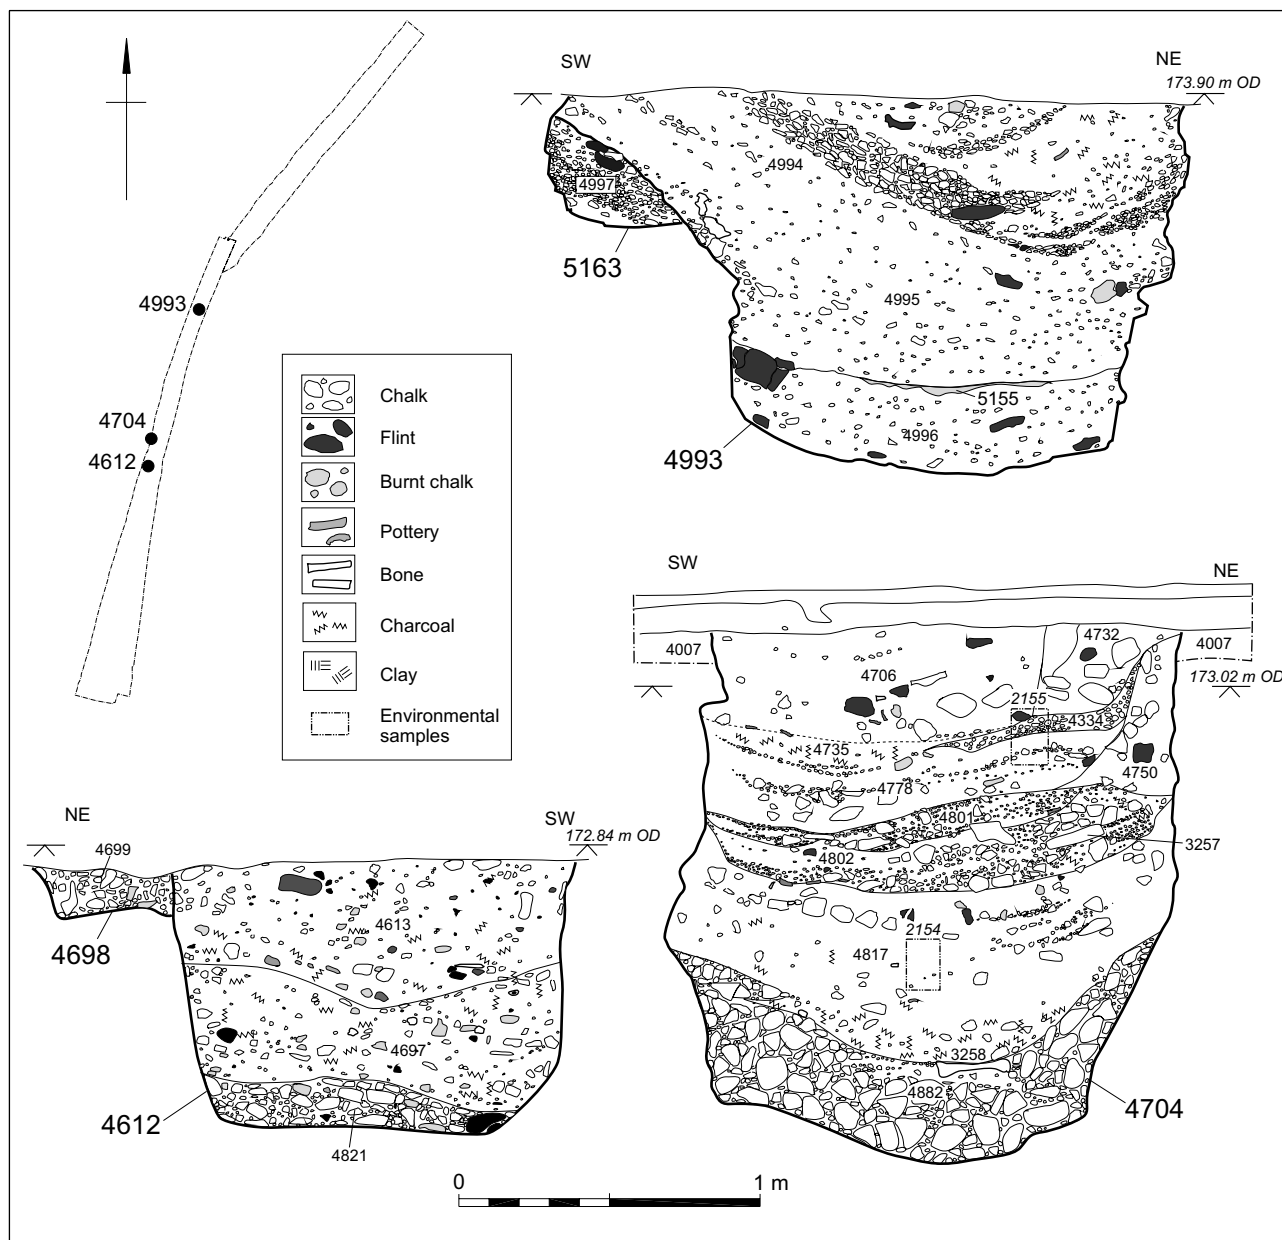 SW
NE
173.90 m OD
4994
4997
5163
4995
4993
5155
4996
4993
4704
4612
Chalk
Flint
Burnt chalk
Pottery
Bone
Charcoal
Clay
Environmental
samples
SW
NE
4007
4732
4007
4706
173.02 m OD
2155
4334
4735
4750
4778
4801
3257
4802
2154
4817
3258
4882
4704
NE
SW
172.84 m OD
4699
4613
4698
4697
4612
4821
0
1 m